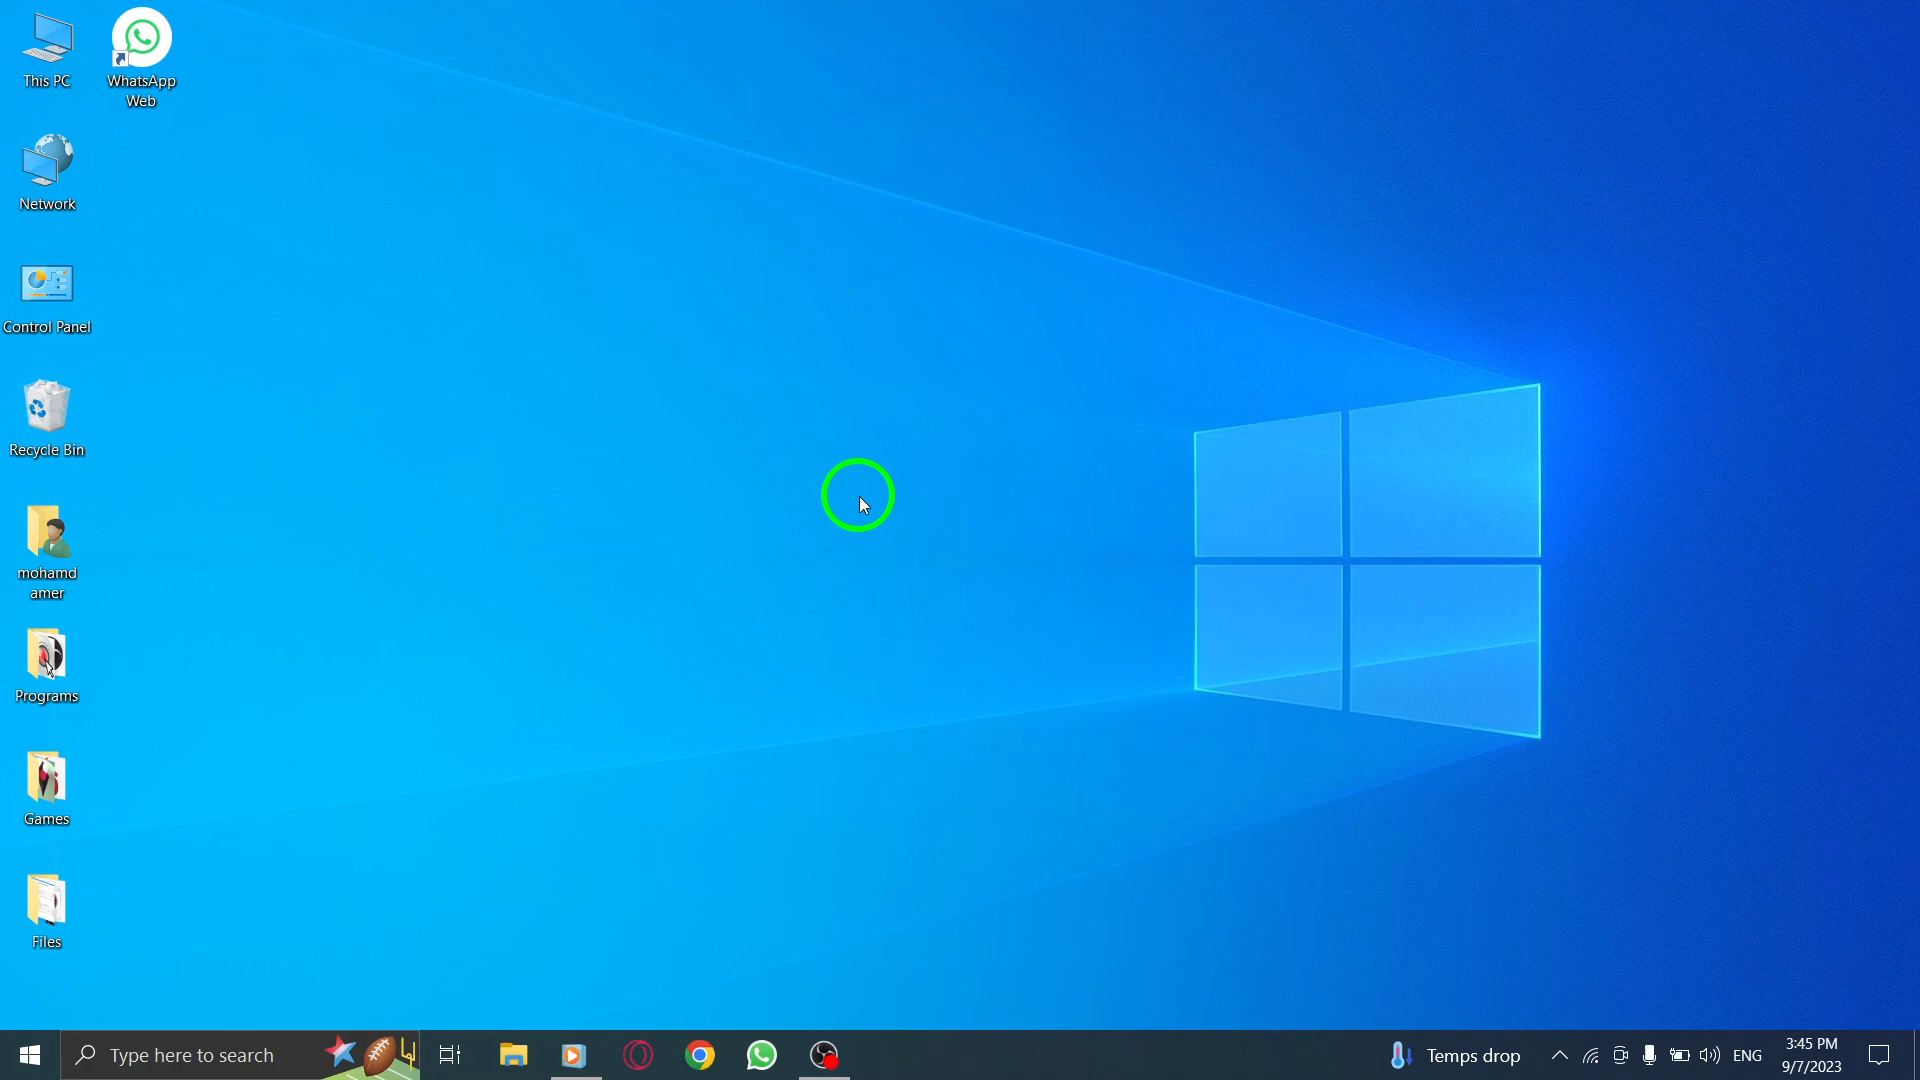 This PC
WhatsApp
Web
Network
Control Panel
Recycle Bin
mohamd
amer
Programs
Games
Files
Type here to search
Temps drop
ENG
3:45 PM
9/7/2023